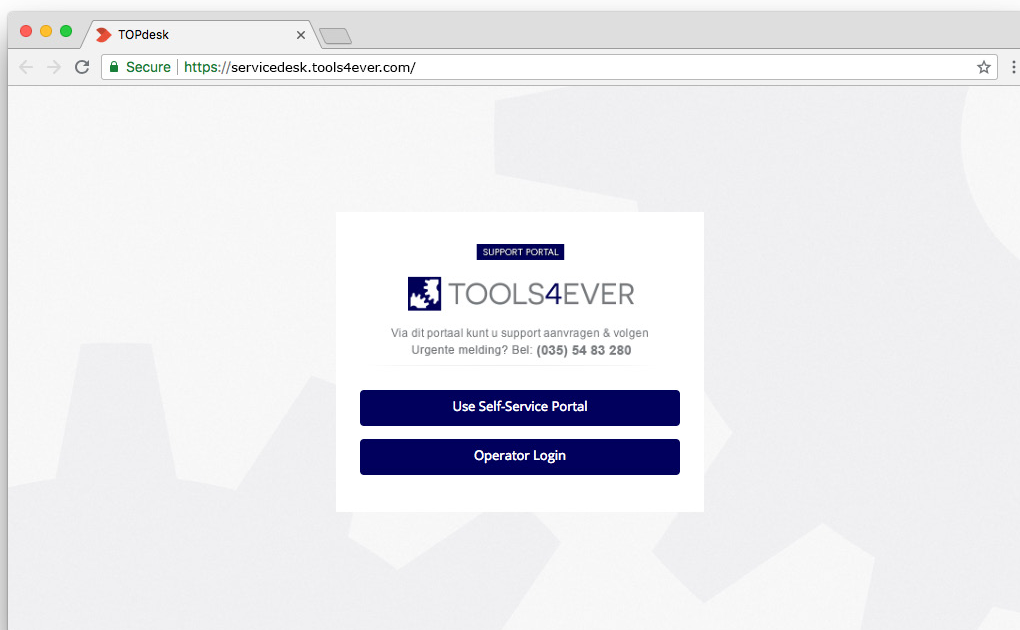 TOPdesk
Secure https://servicedesk.tools4ever.com/
SUPPORT PORTAL
TOOLS4EVER
Via dit portaal kunt u support aanvragen & volgen
Urgente melding? Bel: (035) 54 83 280
Use Self-Service Portal
Operator Login